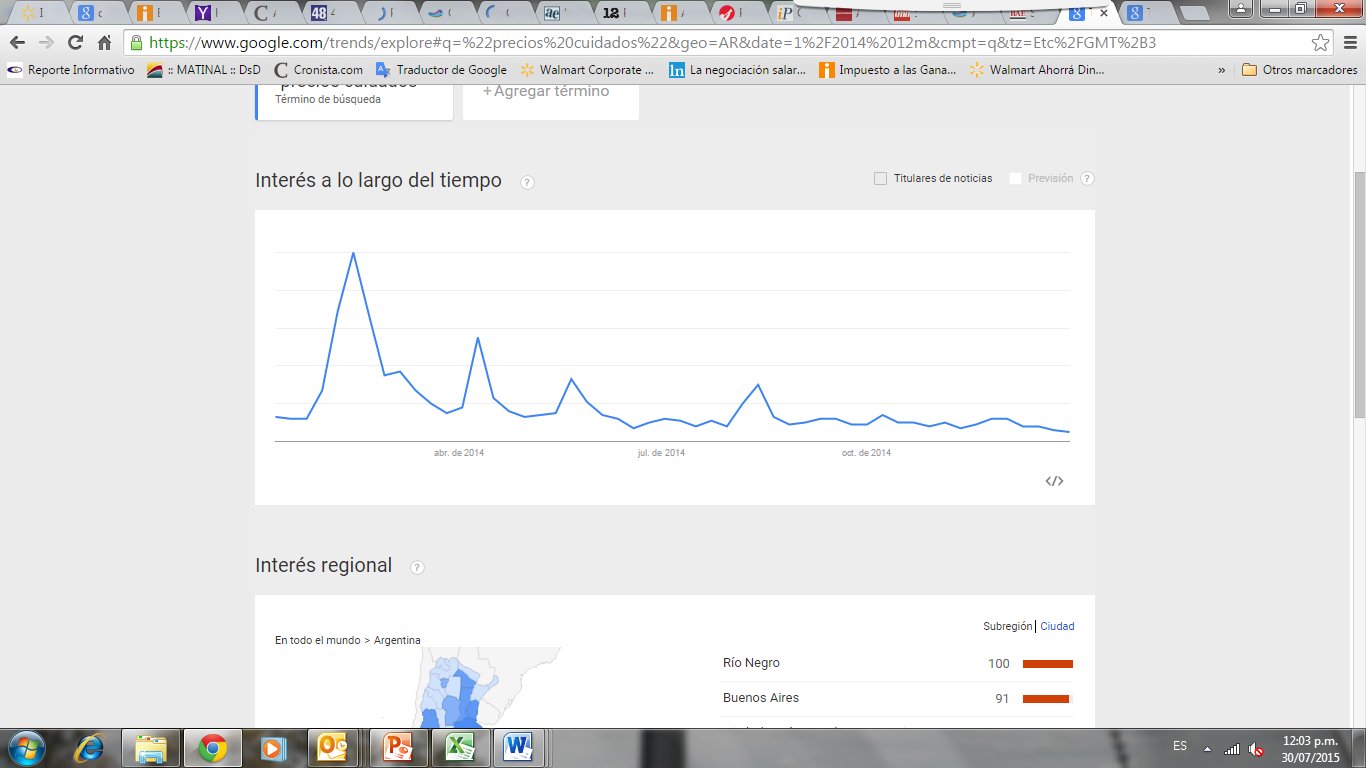 https://www.google.com/trends/explore#q=%22precios%20cuidados%22&geo=AR&date=1%2F2014%2012m&cmpt=q&tz=Etc%2FGMT%2B3
Reporte Informativo :: MATINAL :: DsD Cronista.com Traductor de Google Walmart Corporate ... La negociación salar... Impuesto a las Gana... Walmart Ahorrá Din... » Otros marcadores
precios cuidados
Término de búsqueda
+Agregar término
Interés a lo largo del tiempo ?
Titulares de noticias Previsión ?
abr. de 2014 jul. de 2014 oct. de 2014
</>
Interés regional ?
Subregión | Ciudad
En todo el mundo > Argentina
Río Negro 100
Buenos Aires 91
ES
12:03 p.m.
30/07/2015